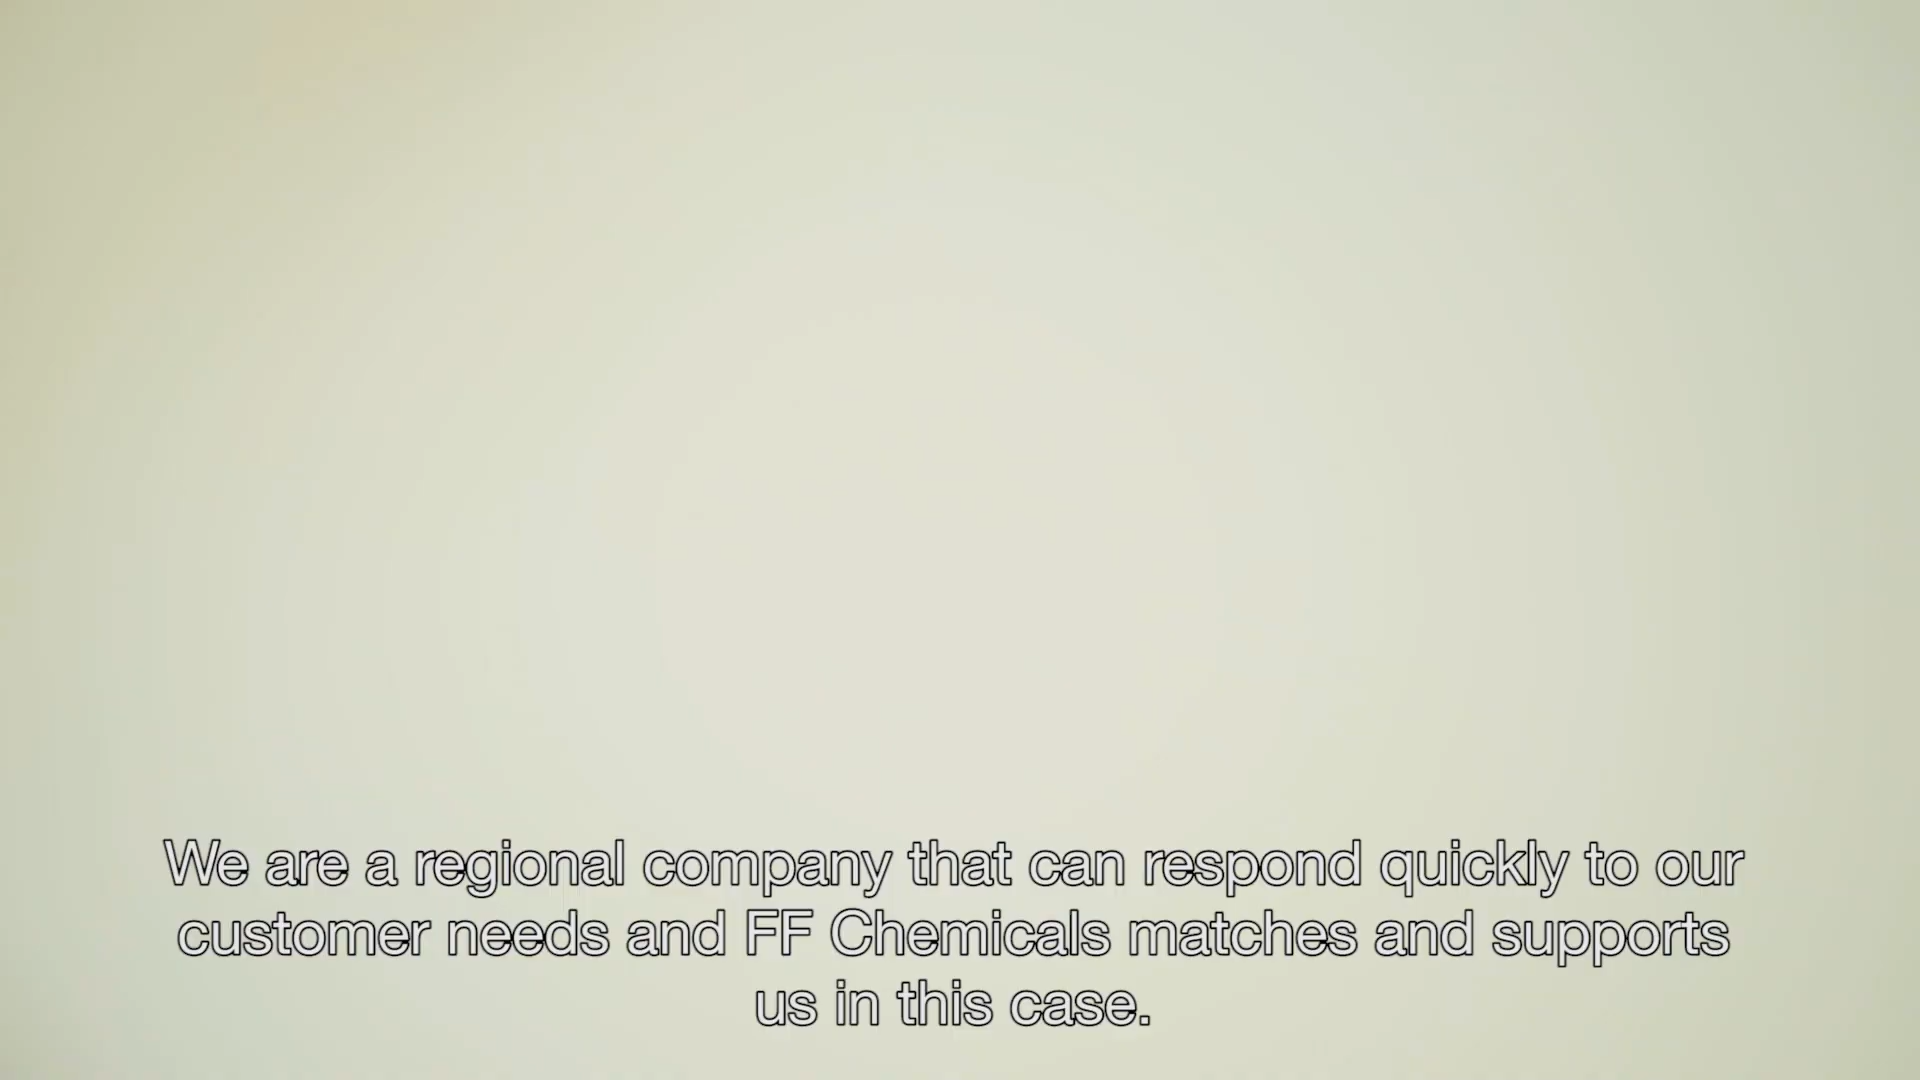 We are a regional company that can respond quickly to our
customer needs and FF Chemicals matches and supports
us in this case.